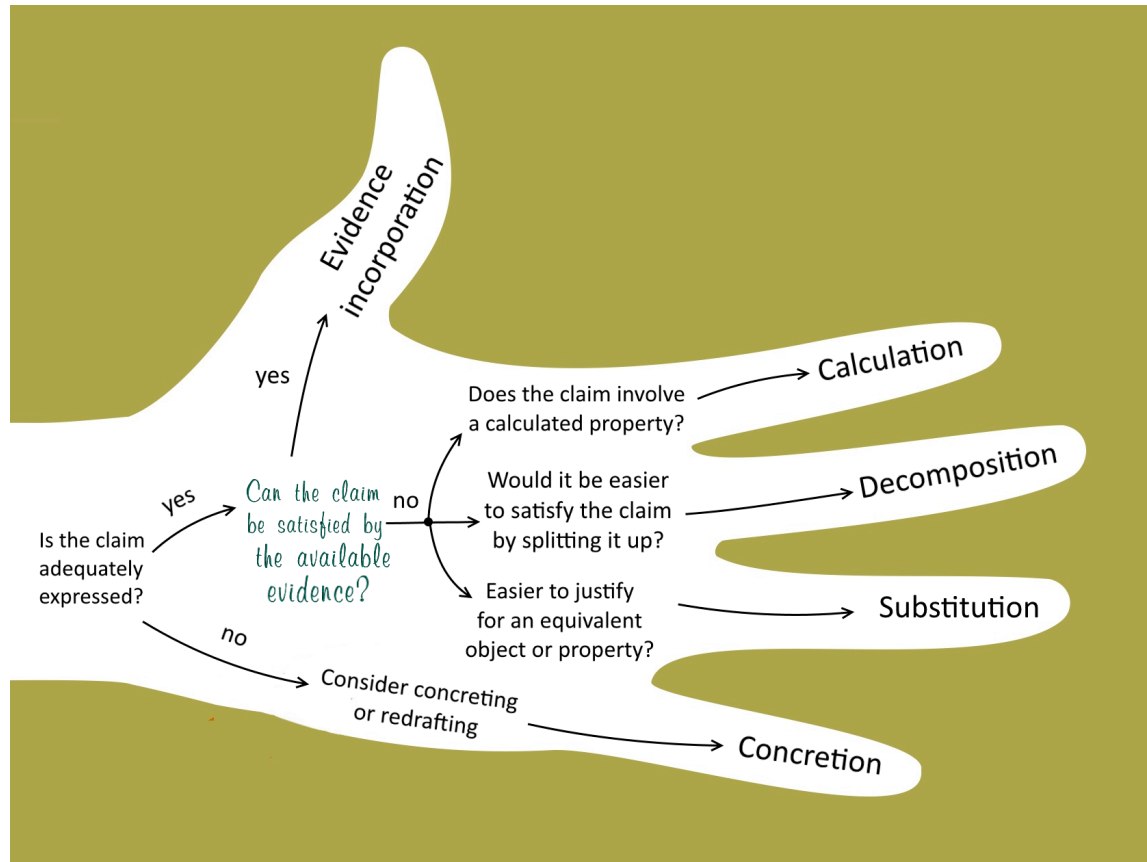 Evidence
incorporation
yes
Calculation
Does the claim involve
a calculated property?
Decomposition
Would it be easier
to satisfy the claim
by splitting it up?
yes
Can the claim
be satisfied by
the available
evidence?
no
Is the claim
adequately
expressed?
Easier to justify
for an equivalent
object or property?
Substitution
no
Consider concreting
or redrafting
Concretion